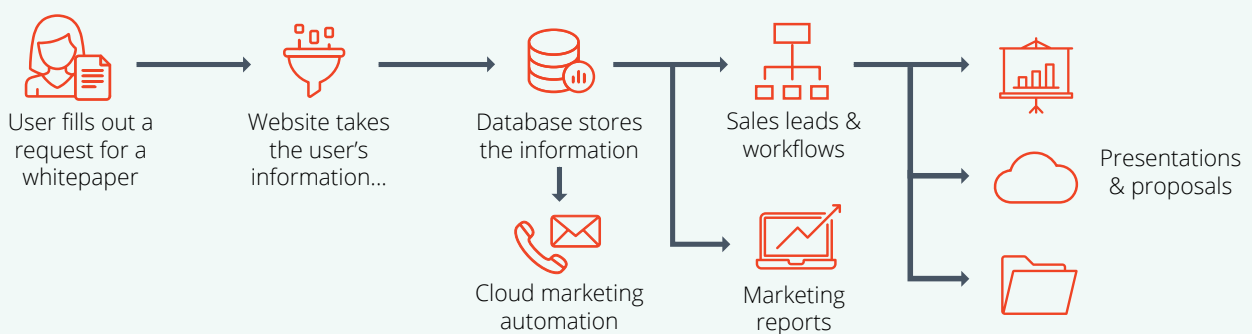 User fills out a
request for a
whitepaper
Website takes
the user's
information...
Database stores
the information
Cloud marketing
automation
Sales leads &
workflows
Marketing
reports
Presentations
& proposals